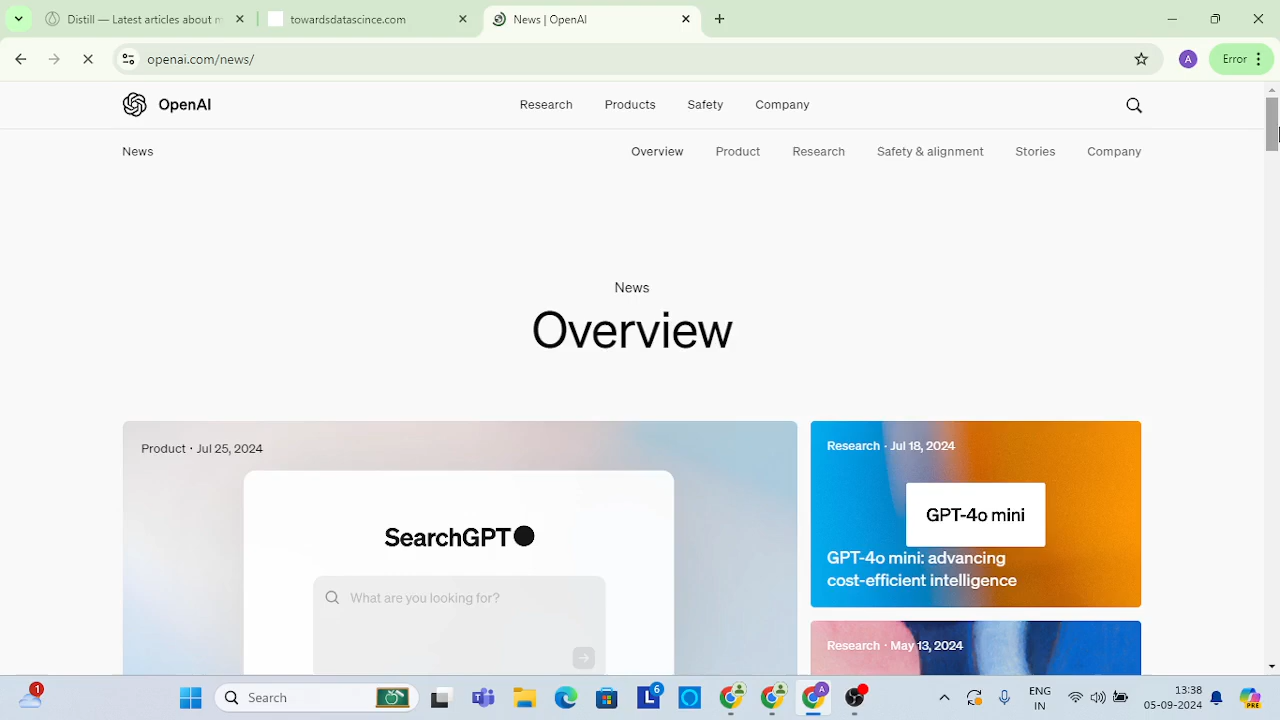 Distill — Latest articles about m
towardsdatascince.com
News | OpenAI
openai.com/news/
A
Error
OpenAI
Research
Products
Safety
Company
News
Overview
Product
Research
Safety & alignment
Stories
Company
News
Overview
Product · Jul 25, 2024
SearchGPT
What are you looking for?
Research · Jul 18, 2024
GPT-4o mini
GPT-4o mini: advancing
cost-efficient intelligence
Research · May 13, 2024
1
Search
6
A
ENG
IN
13:38
05-09-2024
PRE